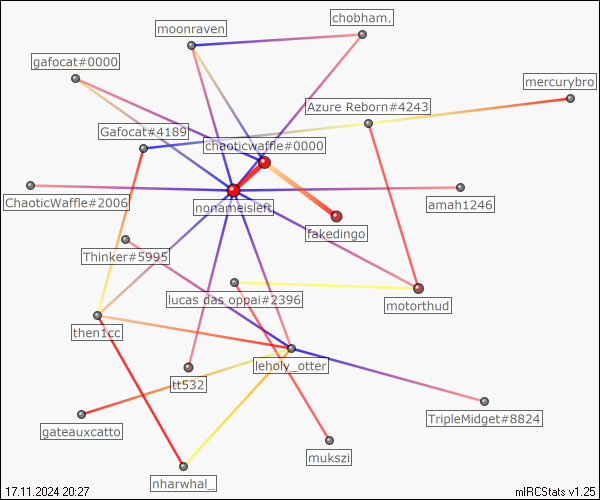 chobham.
moonraven
gafocat#0000
mercurybro
Azure Reborn#4243
Gafocat#4189
chaoticwaffle#0000
ChaoticWaffle#2006
nonameisleft
amah1246
fakedingo
Thinker#5995
lucas das oppai#2396
motorthud
then1cc
leholy_otter
tt532
TripleMidget#8824
gateauxcatto
mukszi
nharwhal_
17.11.2024 20:27
mIRCStats v1.25